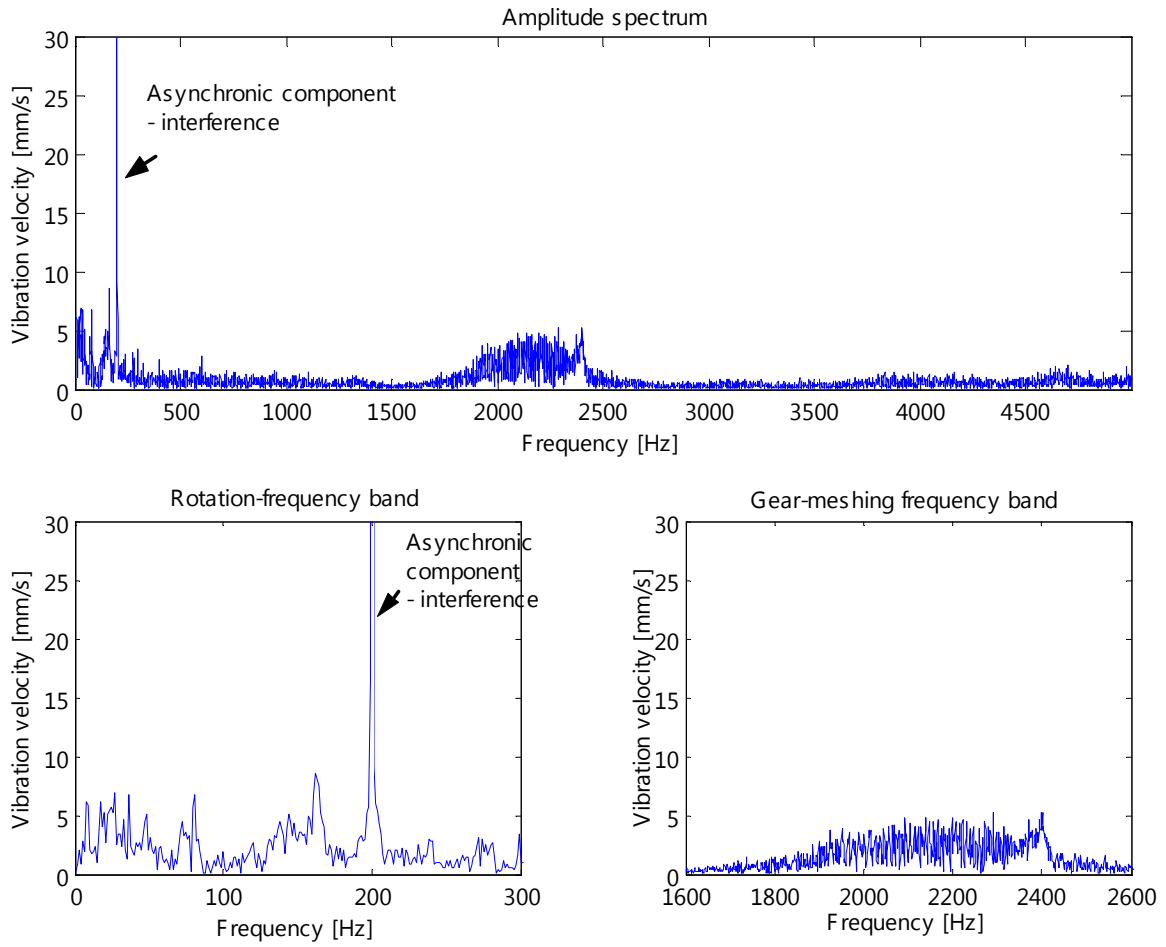 Amplitude spectrum
30
25
20
15
10
5
0
Vibration velocity [mm/s]
Asynchronic component
- interference
0 500 1000 1500 2000 2500 3000 3500 4000 4500
Frequency [Hz]
Rotation-frequency band
30
25
20
15
10
5
0
Vibration velocity [mm/s]
Asynchronic
component
- interference
0 100 200 300
Frequency [Hz]
Gear-meshing frequency band
30
25
20
15
10
5
0
Vibration velocity [mm/s]
1600 1800 2000 2200 2400 2600
Frequency [Hz]